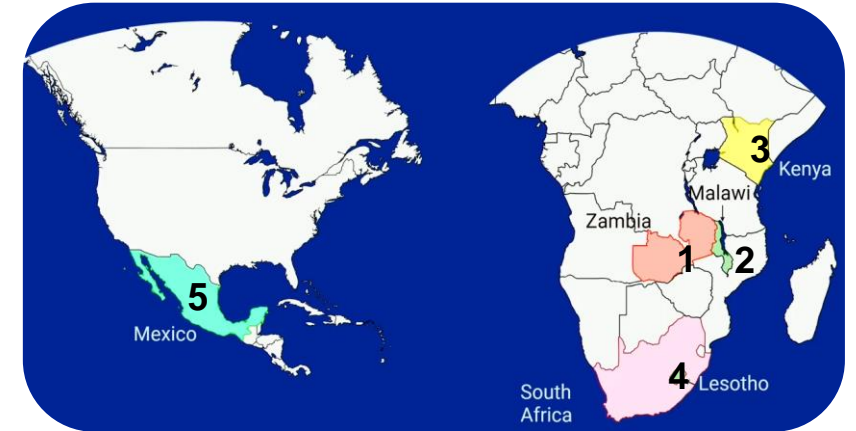 5
Mexico
3
Kenya
Malawi
Zambia
1
2
4
Lesotho
South
Africa